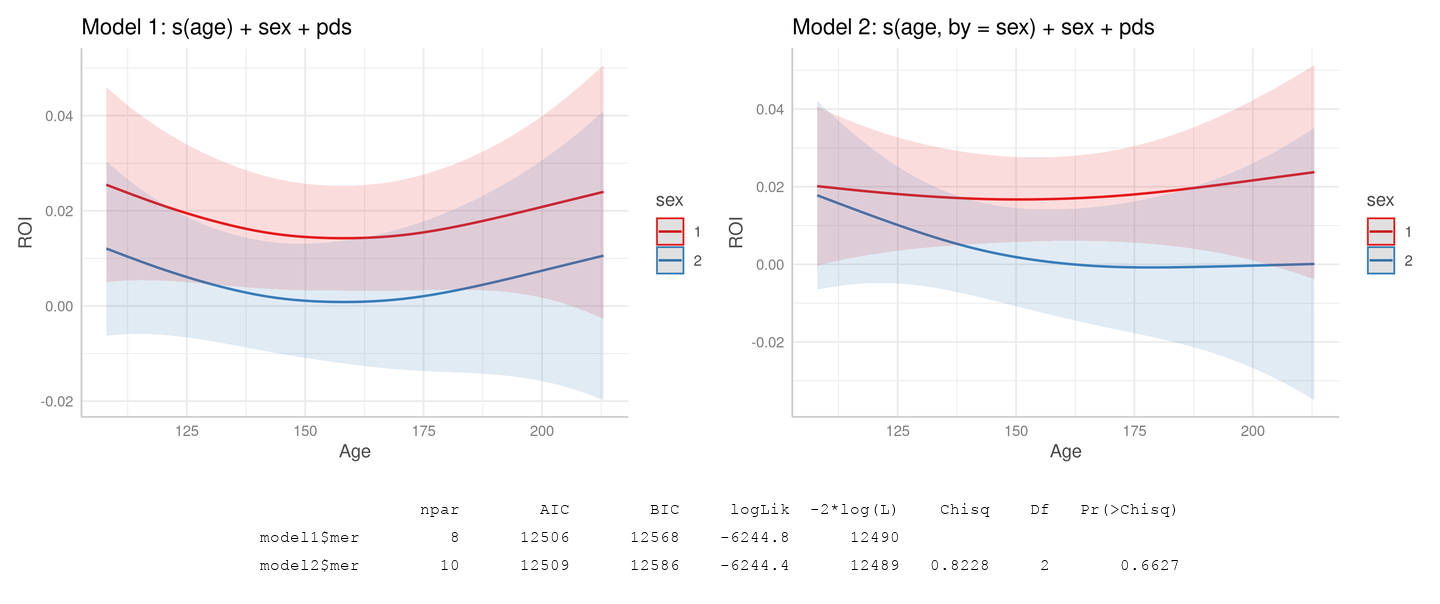 Model 1: s(age) + sex + pds
0.04
0.02
0.00
-0.02
ROI
125 150 175 200
Age
sex
1
2
Model 2: s(age, by = sex) + sex + pds
0.04
0.02
0.00
-0.02
ROI
125 150 175 200
Age
sex
1
2
npar AIC BIC logLik -2*log(L) Chisq Df Pr(>Chisq)
model1$mer 8 12506 12568 -6244.8 12490
model2$mer 10 12509 12586 -6244.4 12489 0.8228 2 0.6627